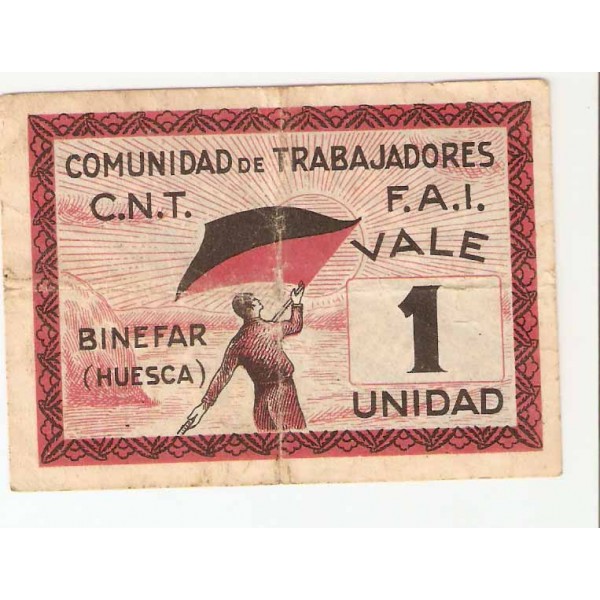 COMUNIDAD DE TRABAJADORES
C.N.T. F.A.I.
VALE
1
UNIDAD
BINEFAR
(HUESCA)